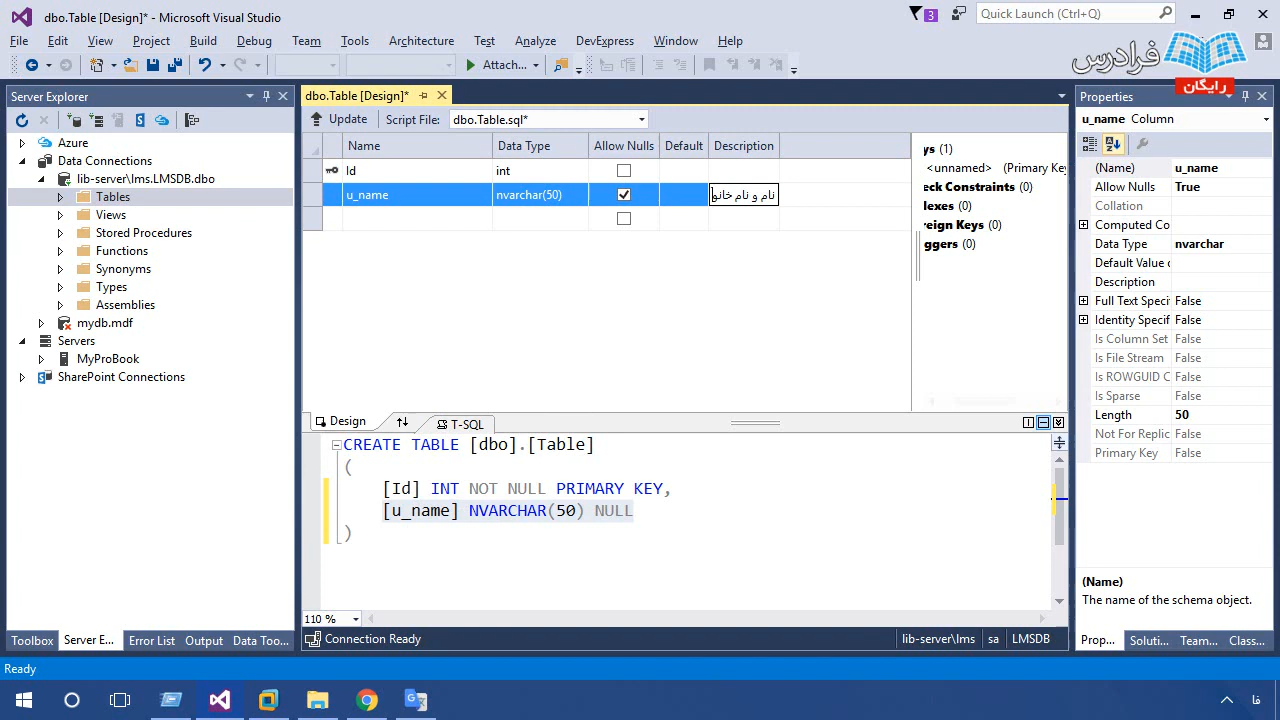 dbo.Table [Design]* - Microsoft Visual Studio
3
Quick Launch (Ctrl+Q)
File Edit View Project Build Debug Team Tools Architecture Test Analyze DevExpress Window Help
فرادرس
رایگان
Attach...
Server Explorer
dbo.Table [Design]*
Properties
Update Script File: dbo.Table.sql*
u_name Column
Azure
Data Connections
lib-server\lms.LMSDB.dbo
Tables
Views
Stored Procedures
Functions
Synonyms
Types
Assemblies
mydb.mdf
Servers
MyProBook
SharePoint Connections
Name Data Type Allow Nulls Default Description
Id int
u_name nvarchar(50) نام و نام خانو
ys (1)
<unnamed> (Primary Key
eck Constraints (0)
lexes (0)
reign Keys (0)
ggers (0)
(Name) u_name
Allow Nulls True
Collation
Computed Co
Data Type nvarchar
Default Value o
Description
Full Text Specif False
Identity Specif False
Is Column Set False
Is File Stream False
Is ROWGUID C False
Is Sparse False
Length 50
Not For Replic False
Primary Key False
Design T-SQL
CREATE TABLE [dbo].[Table]
(
[Id] INT NOT NULL PRIMARY KEY,
[u_name] NVARCHAR(50) NULL
)
110 %
(Name)
The name of the schema object.
Connection Ready lib-server\lms sa LMSDB
Toolbox Server E... Error List Output Data Too...
Prop... Soluti... Team... Class...
Ready
فا